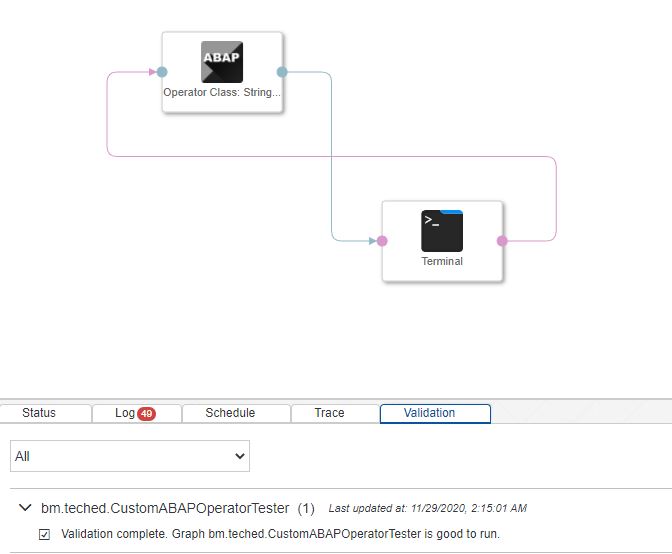 ABAP
Operator Class: String...
>_
Terminal
Status Log 49 Schedule Trace Validation
All
bm.teched.CustomABAPOperatorTester (1) Last updated at: 11/29/2020, 2:15:01 AM
Validation complete. Graph bm.teched.CustomABAPOperatorTester is good to run.